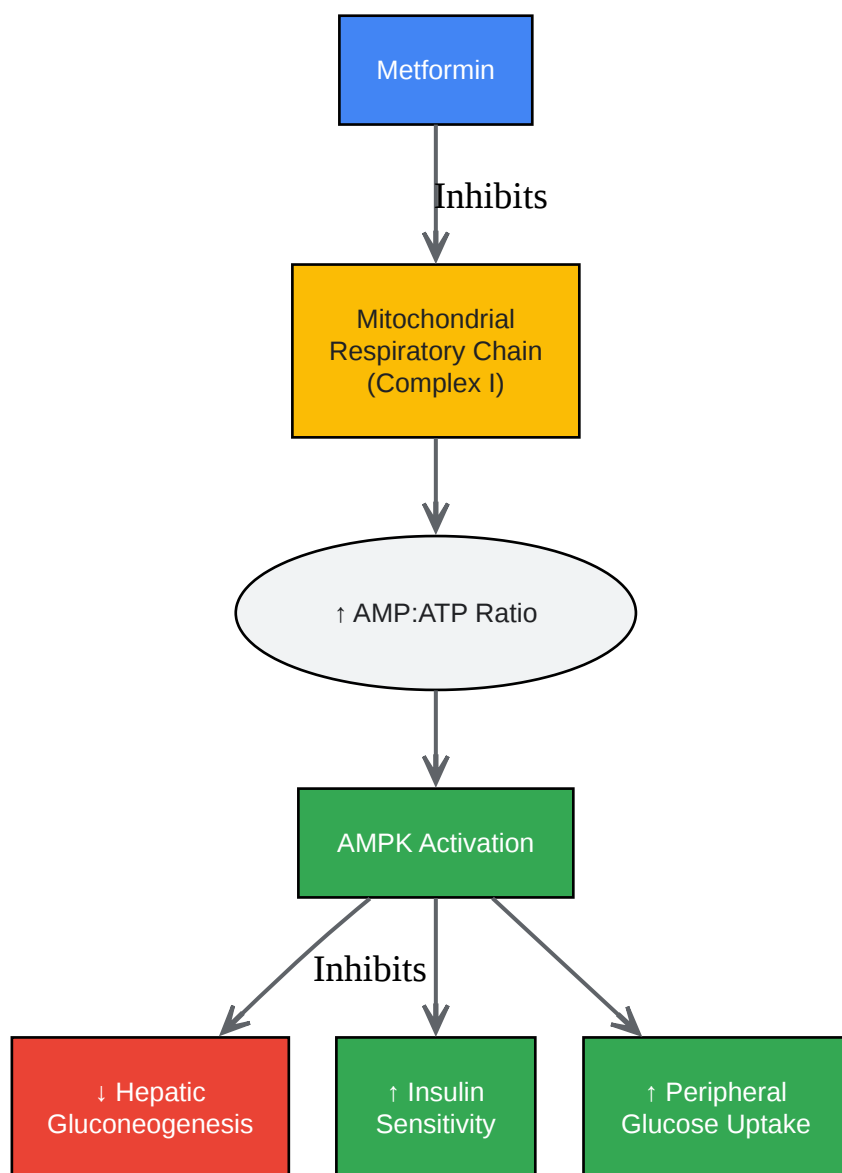 Metformin
Inhibits
Mitochondrial
Respiratory Chain
(Complex I)
↑ AMP:ATP Ratio
AMPK Activation
Inhibits
↓ Hepatic
Gluconeogenesis
↑ Insulin
Sensitivity
↑ Peripheral
Glucose Uptake